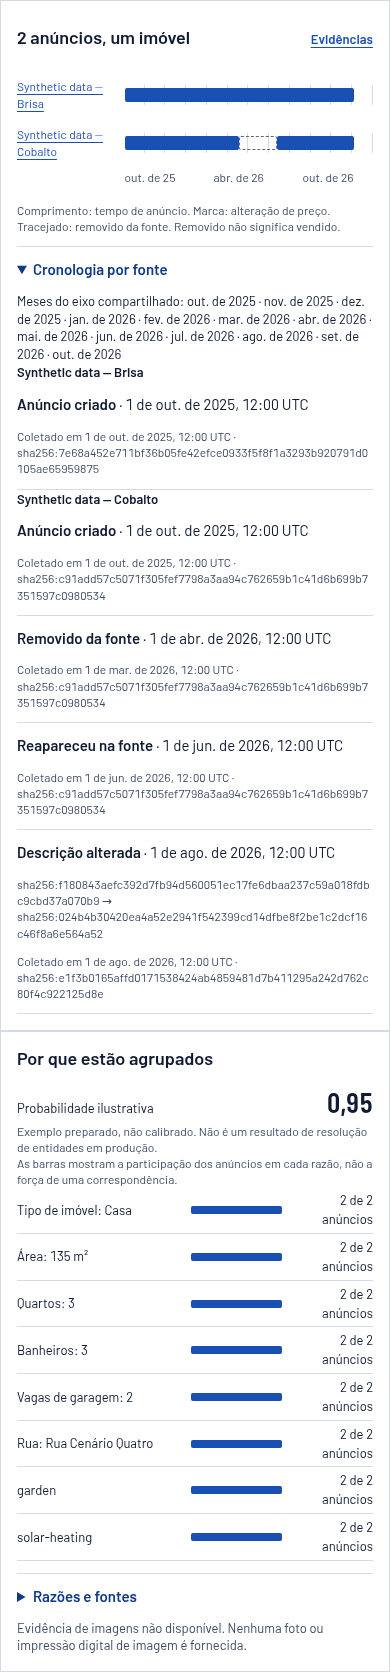 2 anúncios, um imóvel
Evidências
Synthetic data —
Brisa
Synthetic data —
Cobalto
out. de 25 abr. de 26 out. de 26
Comprimento: tempo de anúncio. Marca: alteração de preço.
Tracejado: removido da fonte. Removido não significa vendido.
Cronologia por fonte
Meses do eixo compartilhado: out. de 2025 · nov. de 2025 · dez.
de 2025 · jan. de 2026 · fev. de 2026 · mar. de 2026 · abr. de 2026 ·
mai. de 2026 · jun. de 2026 · jul. de 2026 · ago. de 2026 · set. de
2026 · out. de 2026
Synthetic data — Brisa
Anúncio criado · 1 de out. de 2025, 12:00 UTC
Coletado em 1 de out. de 2025, 12:00 UTC ·
sha256:7e68a452e711bf36b05fe42efce0933f5f8f1a3293b920791d0
105ae65959875
Synthetic data — Cobalto
Anúncio criado · 1 de out. de 2025, 12:00 UTC
Coletado em 1 de out. de 2025, 12:00 UTC ·
sha256:c91add57c5071f305fef7798a3aa94c762659b1c41d6b699b7
351597c0980534
Removido da fonte · 1 de abr. de 2026, 12:00 UTC
Coletado em 1 de mar. de 2026, 12:00 UTC ·
sha256:c91add57c5071f305fef7798a3aa94c762659b1c41d6b699b7
351597c0980534
Reapareceu na fonte · 1 de jun. de 2026, 12:00 UTC
Coletado em 1 de jun. de 2026, 12:00 UTC ·
sha256:c91add57c5071f305fef7798a3aa94c762659b1c41d6b699b7
351597c0980534
Descrição alterada · 1 de ago. de 2026, 12:00 UTC
sha256:f180843aefc392d7fb94d560051ec17fe6dbaa237c59a018fdb
c9cbd37a070b9 →
sha256:024b4b30420ea4a52e2941f542399cd14dfbe8f2be1c2dcf16
c46f8a6e564a52
Coletado em 1 de ago. de 2026, 12:00 UTC ·
sha256:e1f3b0165affd0171538424ab4859481d7b411295a242d762c
80f4c922125d8e
Por que estão agrupados
Probabilidade ilustrativa 0,95
Exemplo preparado, não calibrado. Não é um resultado de resolução
de entidades em produção.
As barras mostram a participação dos anúncios em cada razão, não a
força de uma correspondência.
Tipo de imóvel: Casa 2 de 2
anúncios
Área: 135 m² 2 de 2
anúncios
Quartos: 3 2 de 2
anúncios
Banheiros: 3 2 de 2
anúncios
Vagas de garagem: 2 2 de 2
anúncios
Rua: Rua Cenário Quatro 2 de 2
anúncios
garden 2 de 2
anúncios
solar-heating 2 de 2
anúncios
Razões e fontes
Evidência de imagens não disponível. Nenhuma foto ou
impressão digital de imagem é fornecida.